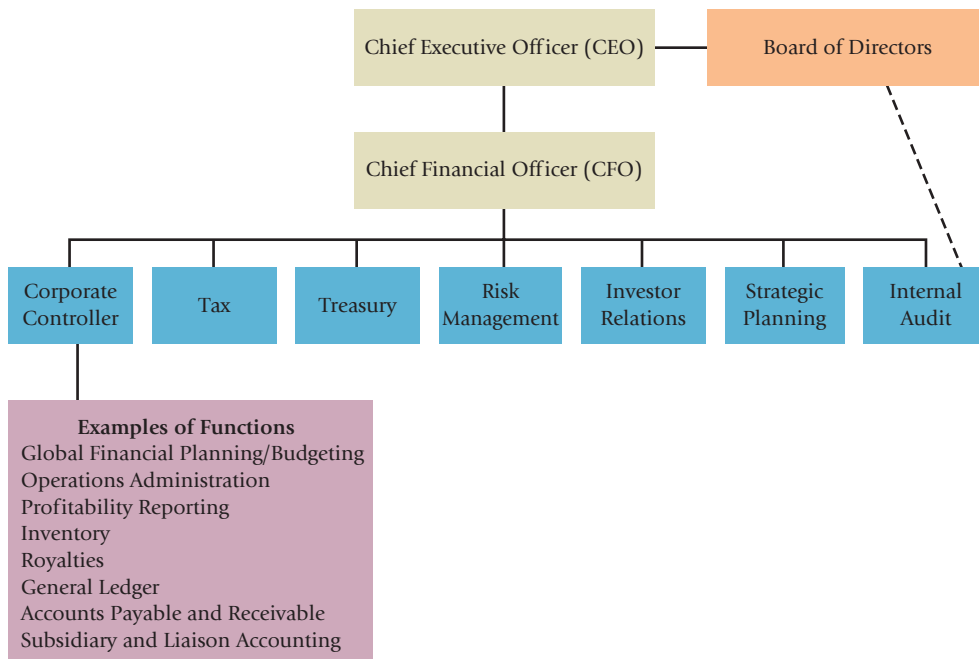 Chief Executive Officer (CEO)
Board of Directors
Chief Financial Officer (CFO)
Corporate
Controller
Tax
Treasury
Risk
Management
Investor
Relations
Strategic
Planning
Internal
Audit
Examples of Functions
Global Financial Planning/Budgeting
Operations Administration
Profitability Reporting
Inventory
Royalties
General Ledger
Accounts Payable and Receivable
Subsidiary and Liaison Accounting